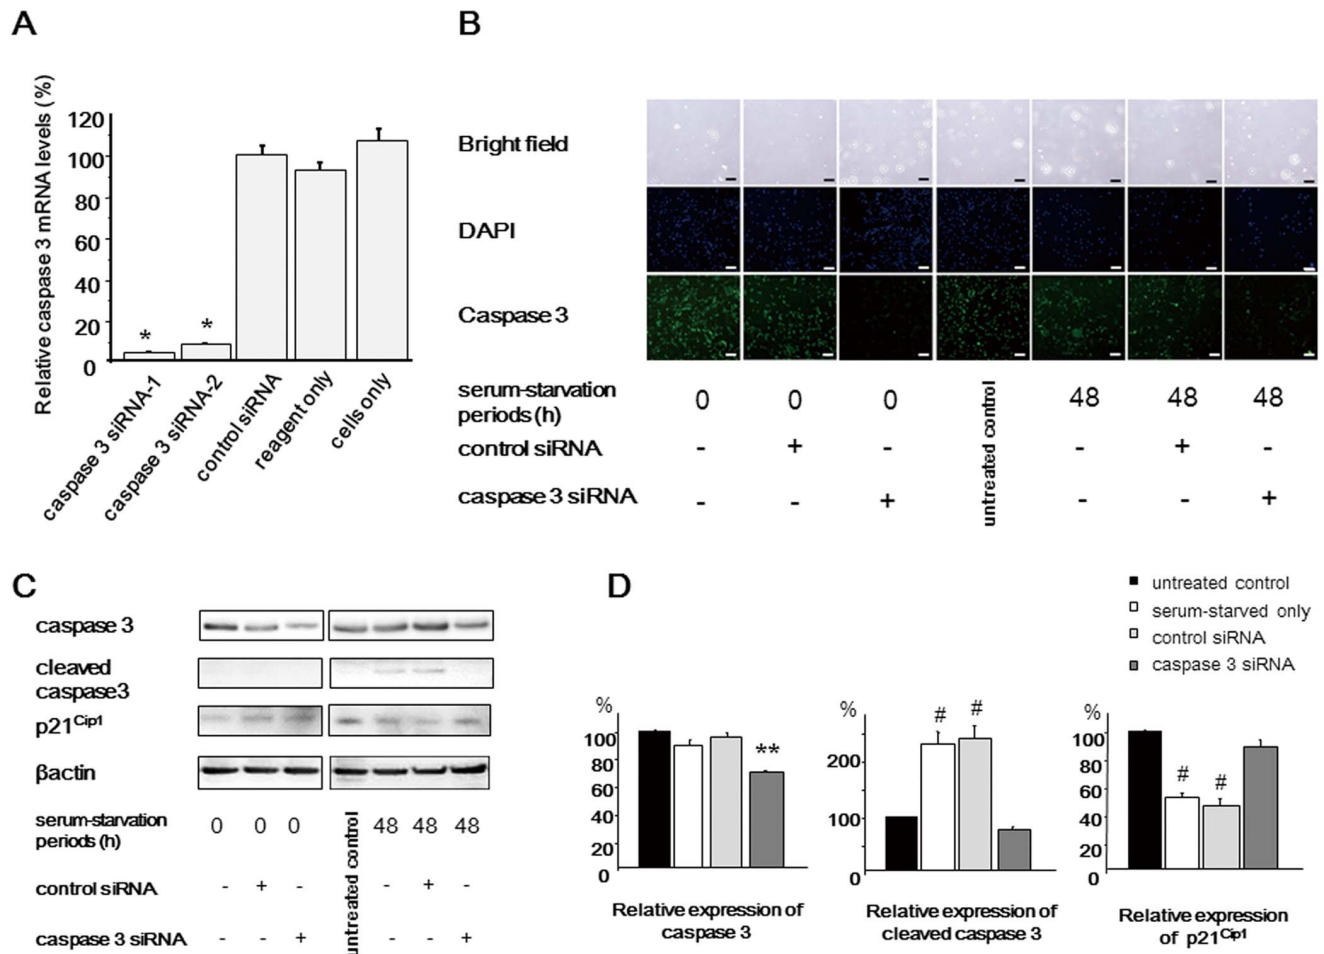 A
Relative caspase 3 mRNA levels (%)
120
100
80
60
40
20
0
*
*
caspase 3 siRNA-1
caspase 3 siRNA-2
control siRNA
reagent only
cells only
B
Bright field
DAPI
Caspase 3
serum-starvation
periods (h)
0
0
0
untreated control
48
48
48
control siRNA
-
+
-
-
+
-
caspase 3 siRNA
-
-
+
-
-
+
C
caspase 3
cleaved
caspase3
p21Cip1
βactin
serum-starvation
periods (h)
0
0
0
untreated control
48
48
48
control siRNA
-
+
-
-
+
-
caspase 3 siRNA
-
-
+
-
-
+
D
untreated control
serum-starved only
control siRNA
caspase 3 siRNA
%
100
80
60
40
20
0
**
Relative expression of
caspase 3
%
200
200
100
0
#
#
Relative expression of
cleaved caspase 3
%
100
80
60
40
20
0
#
#
Relative expression
of p21Cip1